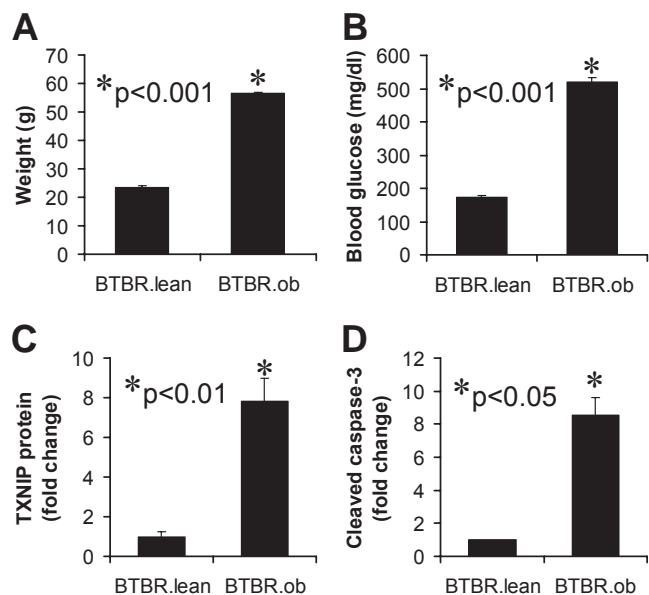 A
Weight (g)
70
60
50
40
30
20
10
0
*p<0.001
*
BTBR.lean BTBR.ob
B
Blood glucose (mg/dl)
600
500
400
300
200
100
0
*p<0.001
*
BTBR.lean BTBR.ob
C
TXNIP protein
(fold change)
10
8
6
4
2
0
*p<0.01
*
BTBR.lean BTBR.ob
D
Cleaved caspase-3
(fold change)
12
10
8
6
4
2
0
*p<0.05
*
BTBR.lean BTBR.ob